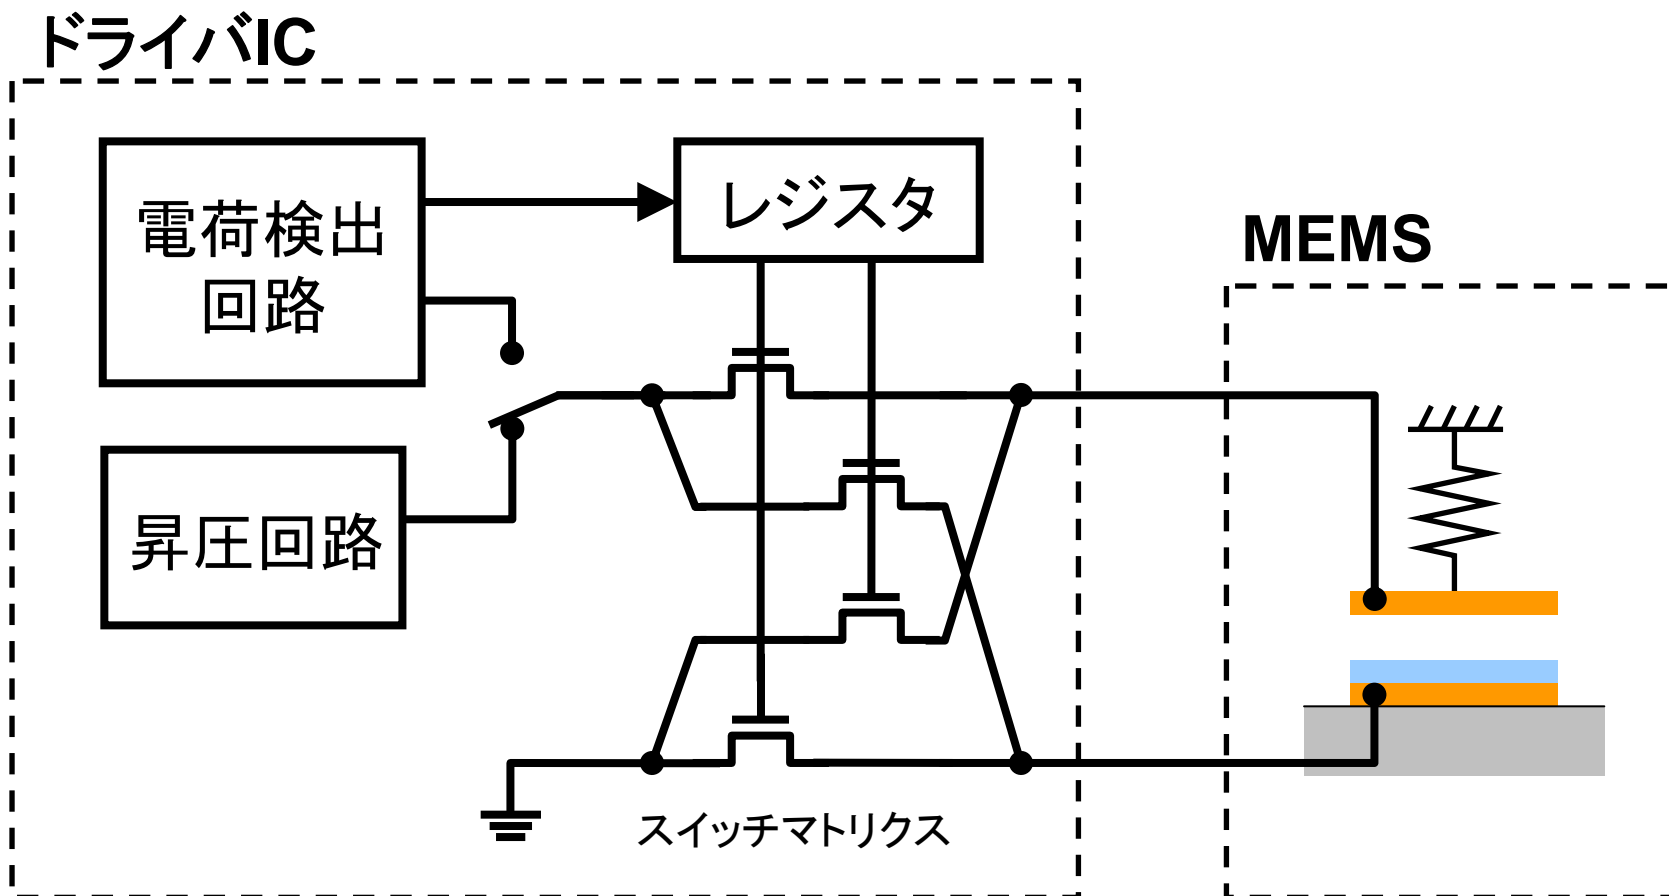 ドライバIC
電荷検出
回路
レジスタ
MEMS
昇圧回路
スイッチマトリクス